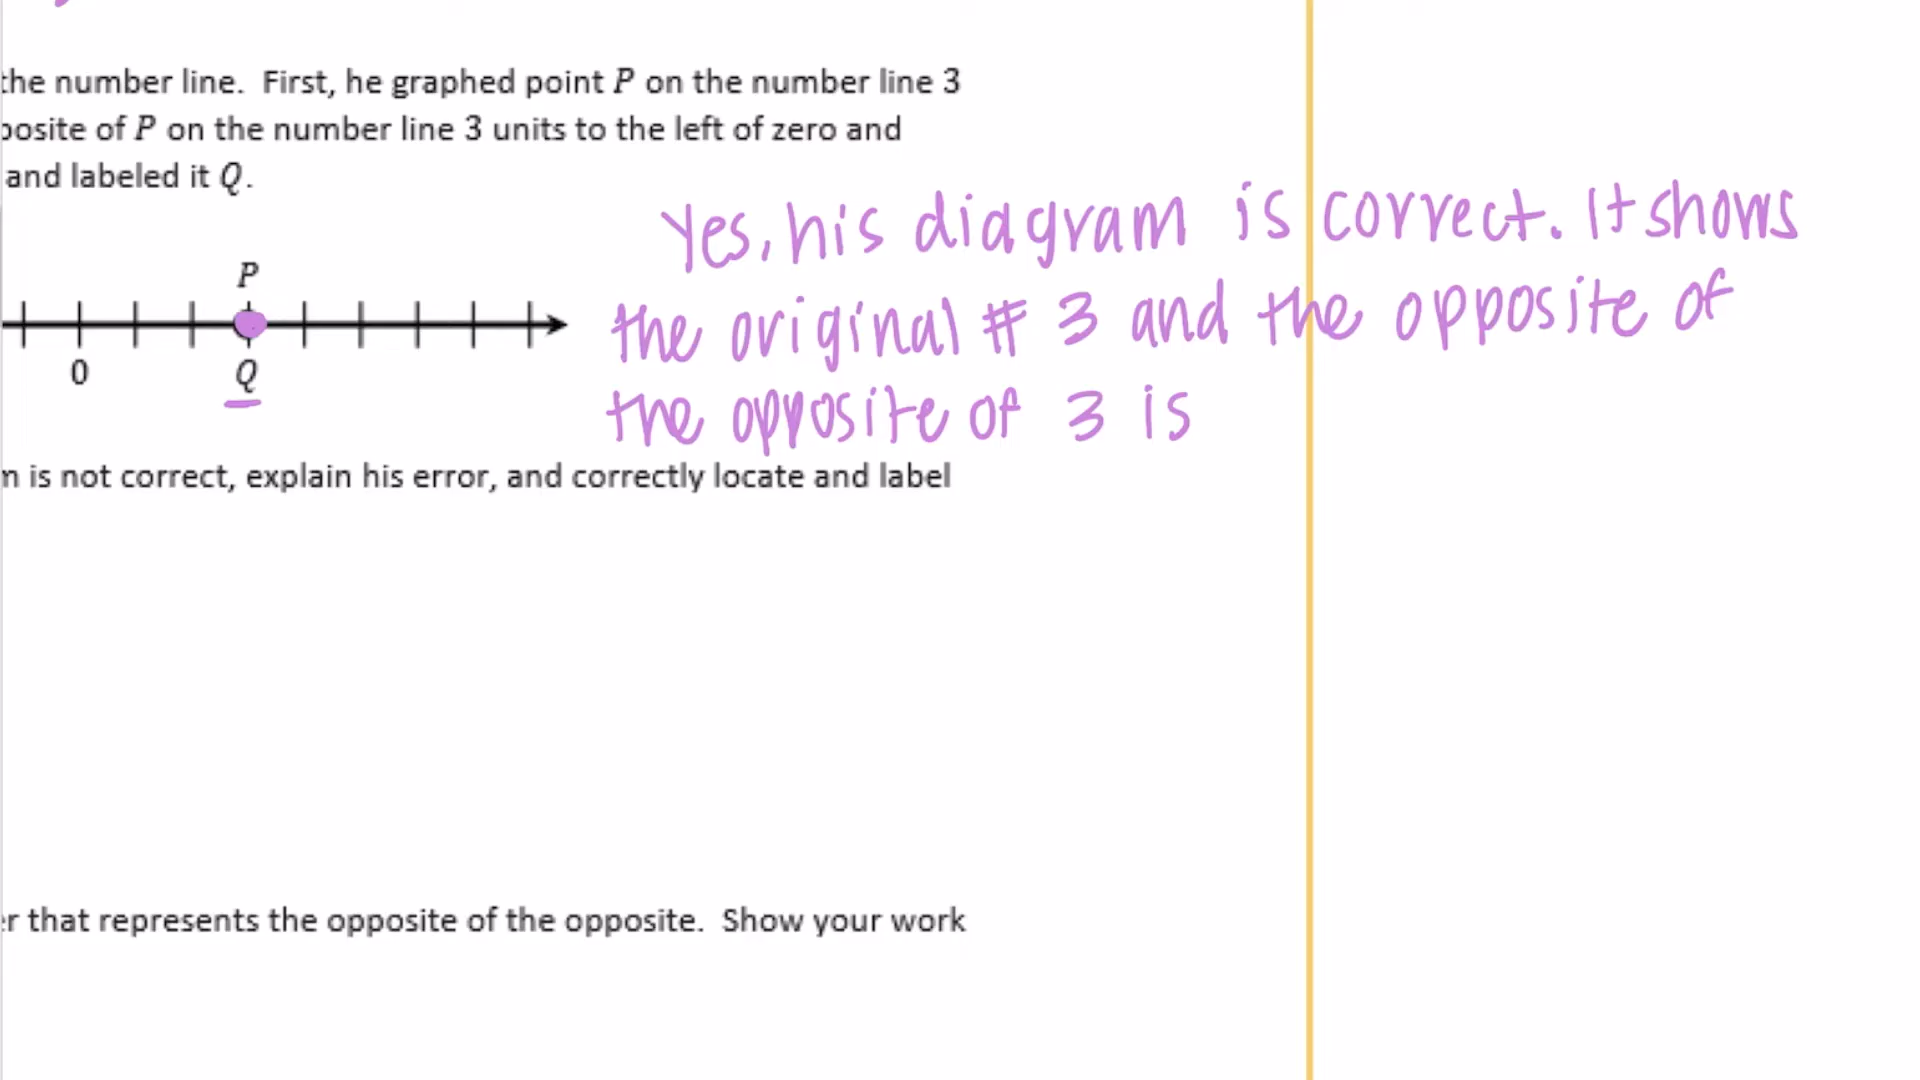 the number line. First, he graphed point P on the number line 3
posite of P on the number line 3 units to the left of zero and
and labeled it Q.
Yes, his diagram is correct. It shows
the original # 3 and the opposite of
the opposite of 3 is
P
0
Q
is not correct, explain his error, and correctly locate and label
that represents the opposite of the opposite. Show your work